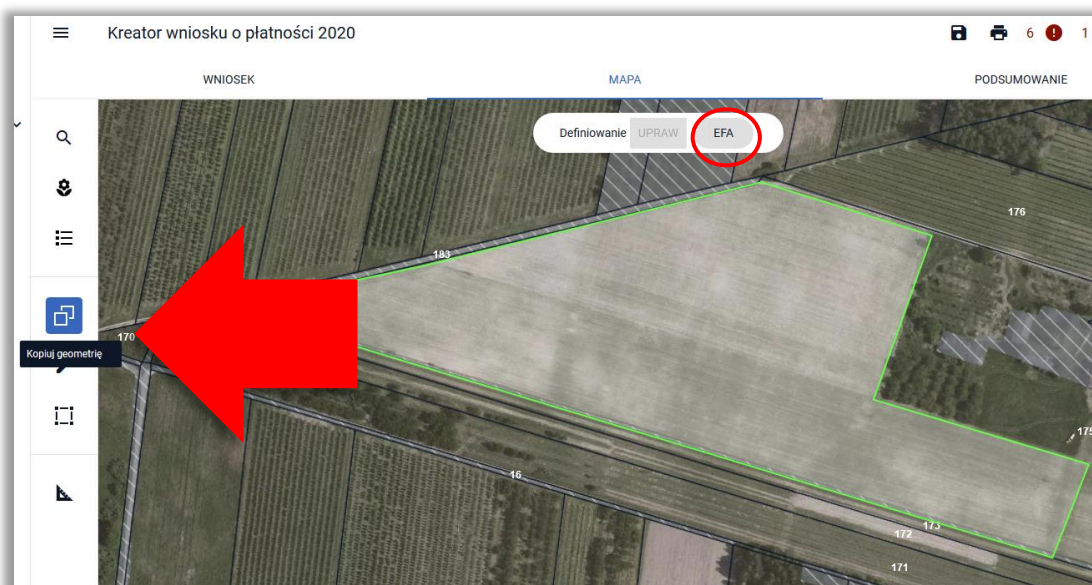 Kreator wniosku o płatności 2020
6
1
WNIOSEK
MAPA
PODSUMOWANIE
Definiowanie UPRAW EFA
176
183
170
Kopiuj geometrię
175
16
173
172
171